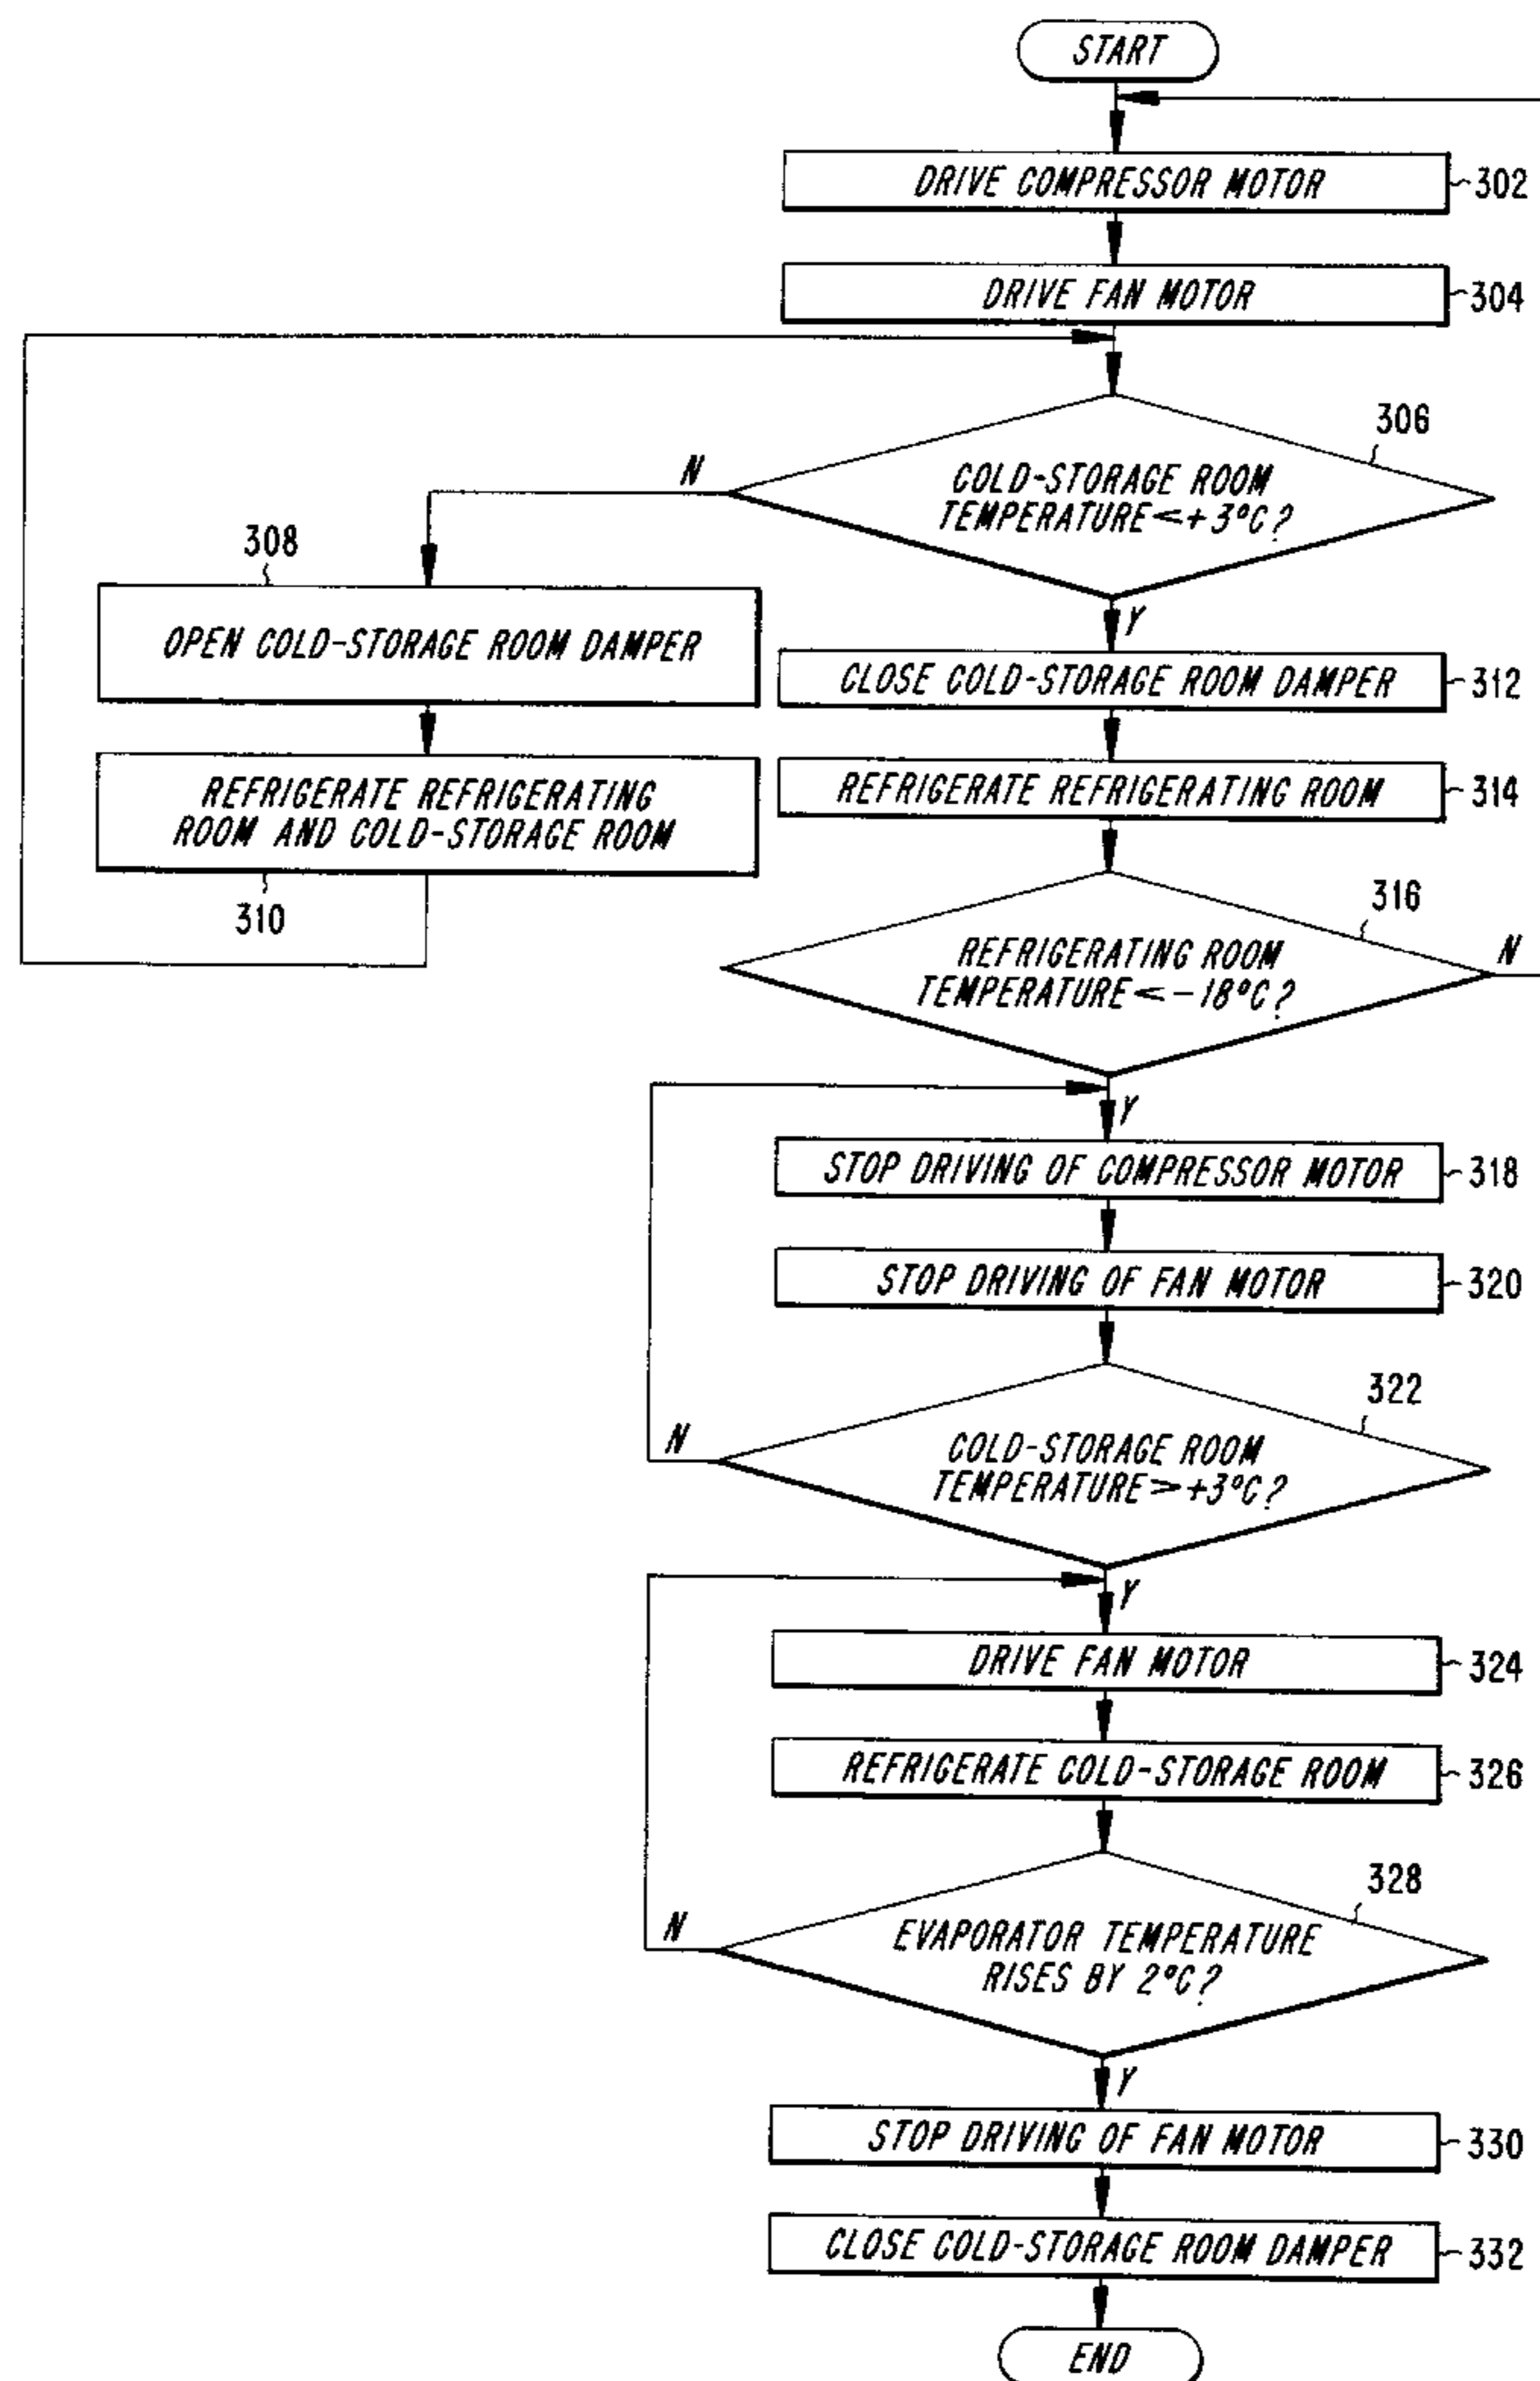 START
DRIVE COMPRESSOR MOTOR
302
DRIVE FAN MOTOR
304
306
N
COLD-STORAGE ROOM
TEMPERATURE<+3°C?
308
Y
OPEN COLD-STORAGE ROOM DAMPER
CLOSE COLD-STORAGE ROOM DAMPER
312
REFRIGERATE REFRIGERATING
ROOM AND COLD-STORAGE ROOM
310
REFRIGERATE REFRIGERATING ROOM
314
316
REFRIGERATING ROOM
TEMPERATURE<-18°C?
N
Y
STOP DRIVING OF COMPRESSOR MOTOR
318
STOP DRIVING OF FAN MOTOR
320
322
N
COLD-STORAGE ROOM
TEMPERATURE>+3°C?
Y
DRIVE FAN MOTOR
324
REFRIGERATE COLD-STORAGE ROOM
326
328
N
EVAPORATOR TEMPERATURE
RISES BY 2°C?
Y
STOP DRIVING OF FAN MOTOR
330
CLOSE COLD-STORAGE ROOM DAMPER
332
END